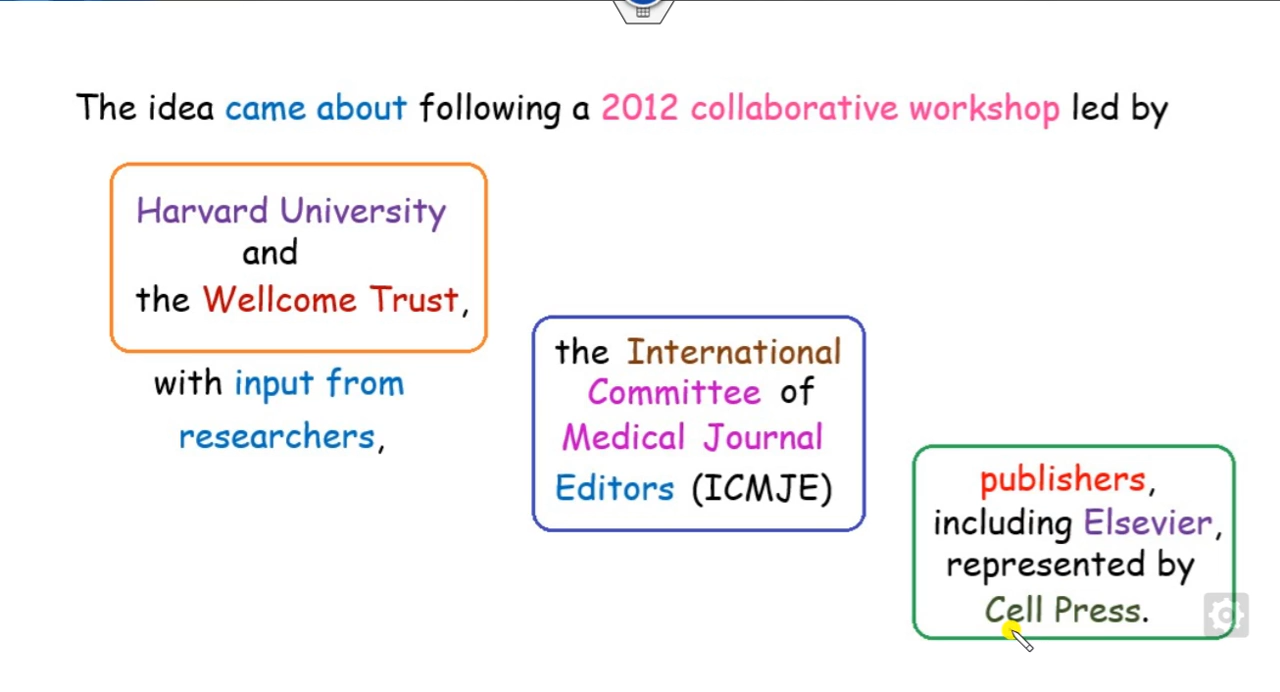 The idea came about following a 2012 collaborative workshop led by
Harvard University
and
the Wellcome Trust,
with input from
researchers,
the International
Committee of
Medical Journal
Editors (ICMJE)
publishers,
including Elsevier,
represented by
Cell Press.